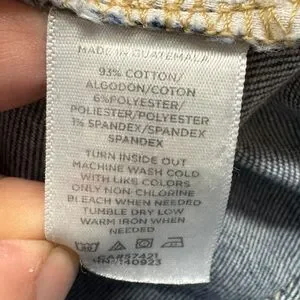 MADE IN GUATEMALA
93% COTTON/
ALGODON/COTON
6%POLYESTER/
POLIESTER/POLYESTER
1% SPANDEX/SPANDEX
SPANDEX
TURN INSIDE OUT
MACHINE WASH COLD
WITH LIKE COLORS
ONLY NON-CHLORINE
BLEACH WHEN NEEDED
TUMBLE DRY LOW
WARM IRON WHEN
NEEDED